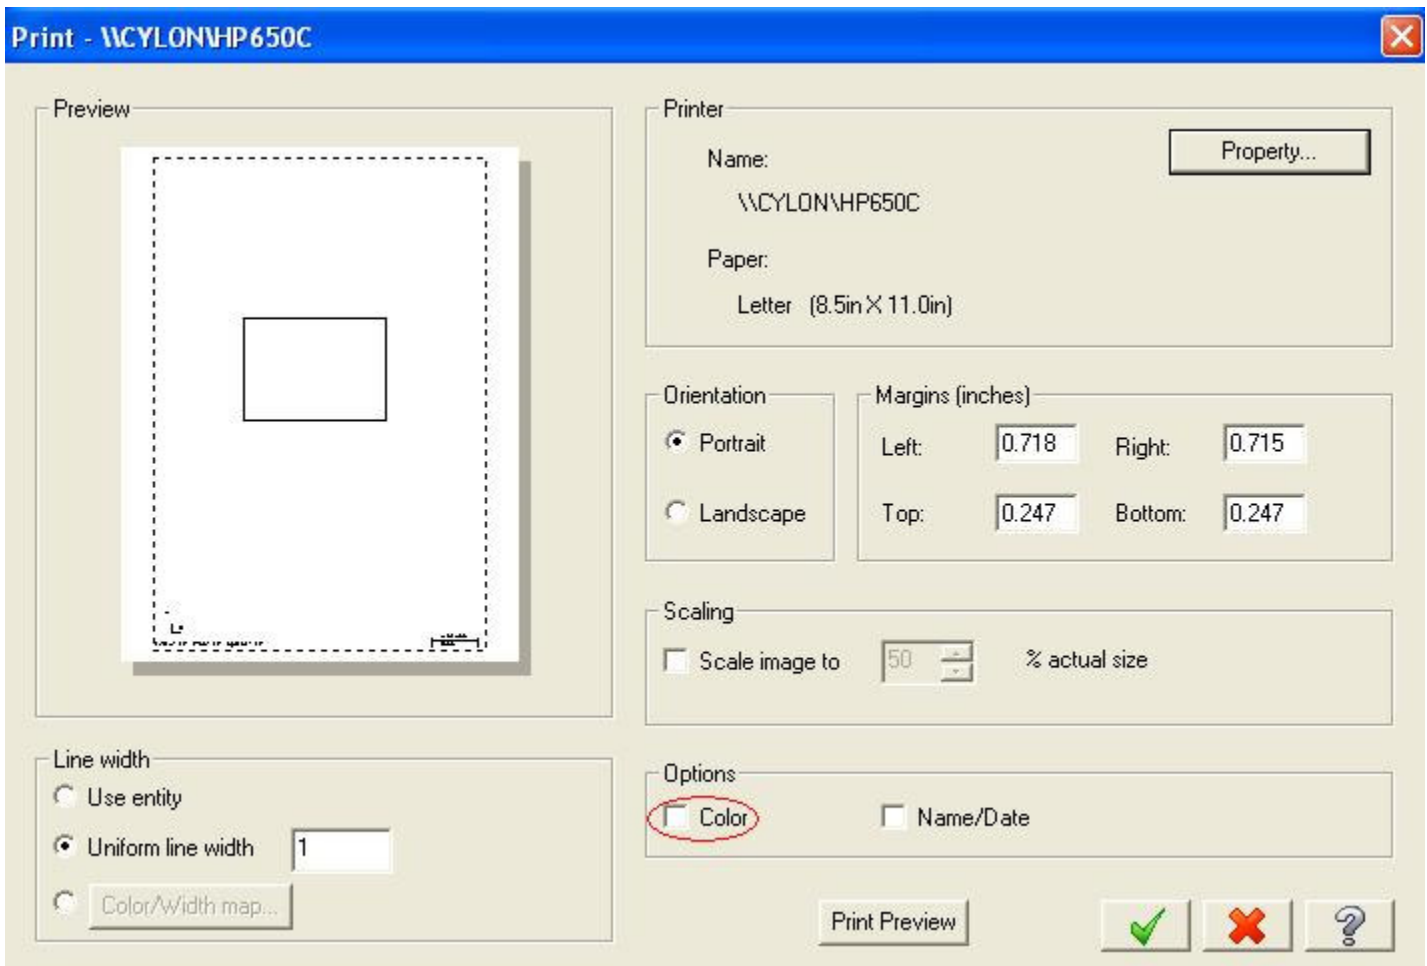 Print - \\CYLON\HP650C
Preview
Printer
Name:
Property...
\\CYLON\HP650C
Paper:
Letter (8.5in X 11.0in)
Orientation
Portrait
Landscape
Margins (inches)
Left: 0.718 Right: 0.715
Top: 0.247 Bottom: 0.247
Scaling
Scale image to 50 % actual size
Line width
Use entity
Uniform line width 1
Color/Width map...
Options
Color Name/Date
Print Preview